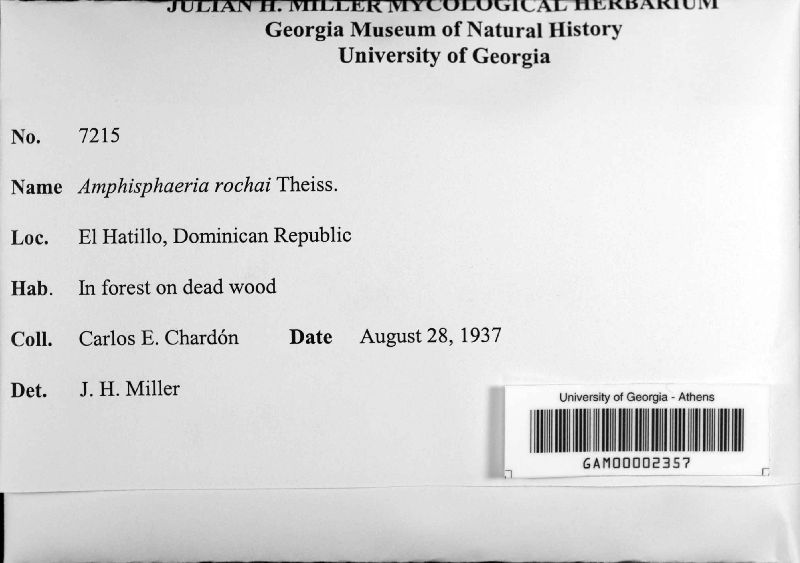 JULIAN H. MILLER MYCOLOGICAL HERBARIUM
Georgia Museum of Natural History
University of Georgia
No. 7215
Name Amphisphaeria rochai Theiss.
Loc. El Hatillo, Dominican Republic
Hab. In forest on dead wood
Coll. Carlos E. Chardón Date August 28, 1937
Det. J. H. Miller
University of Georgia - Athens
GAM00002357